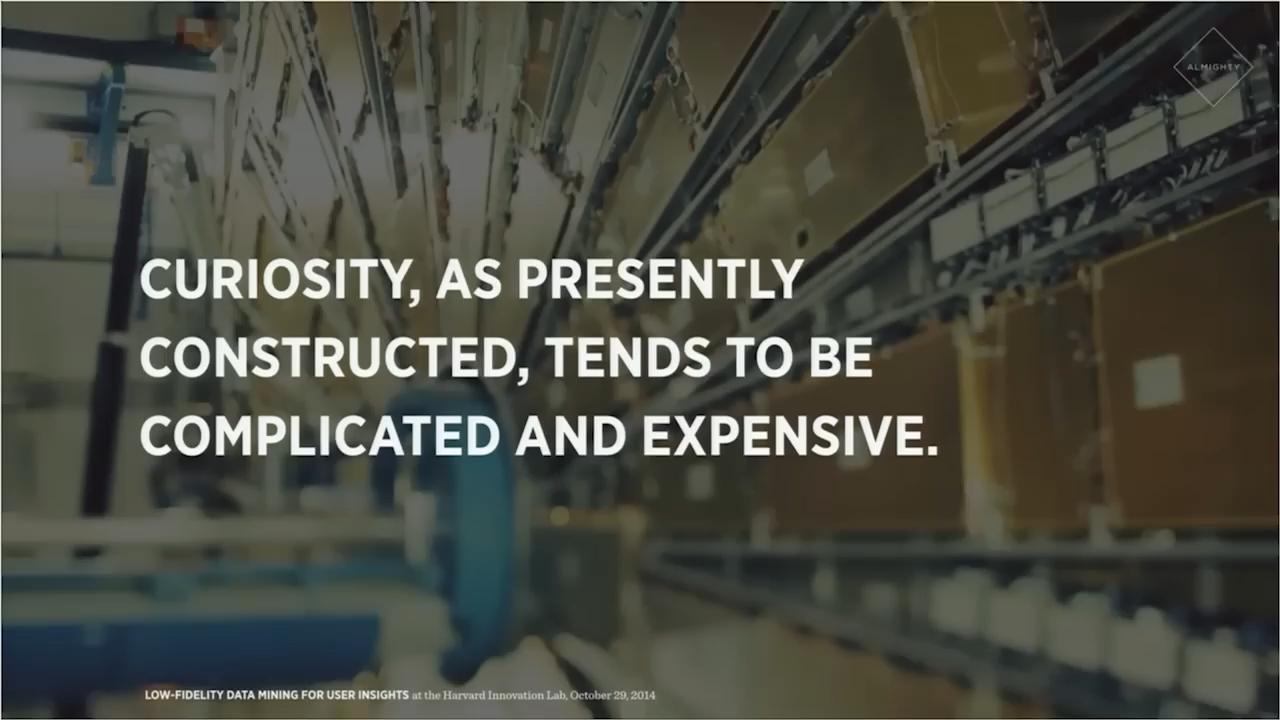 ALMIGHTY
CURIOSITY, AS PRESENTLY
CONSTRUCTED, TENDS TO BE
COMPLICATED AND EXPENSIVE.
LOW-FIDELITY DATA MINING FOR USER INSIGHTS at the Harvard Innovation Lab, October 29, 2014